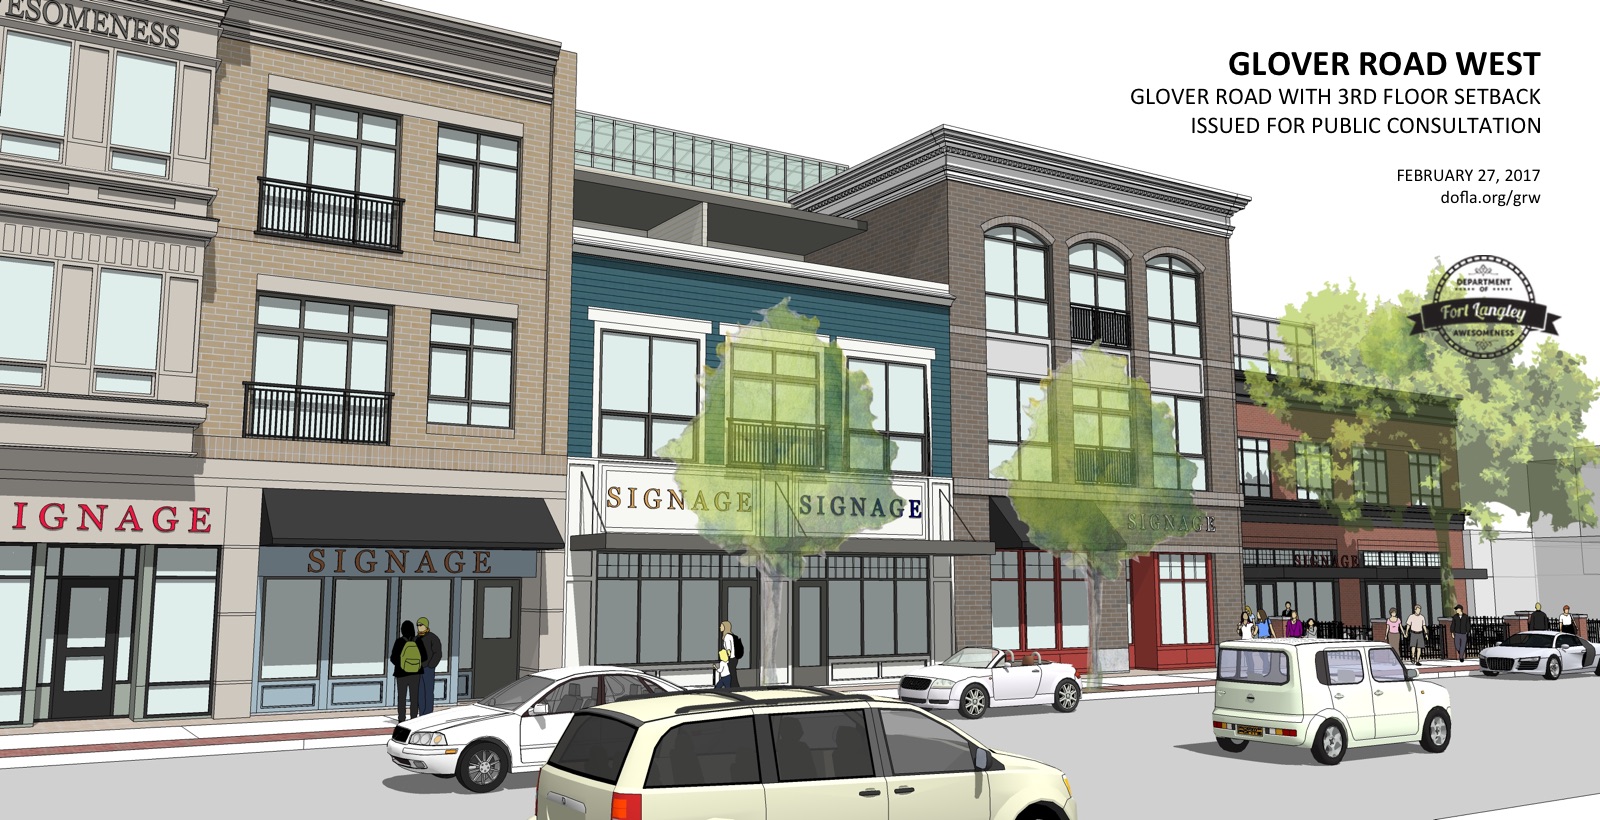 ESOMENESS
GLOVER ROAD WEST
GLOVER ROAD WITH 3RD FLOOR SETBACK
ISSUED FOR PUBLIC CONSULTATION
FEBRUARY 27, 2017
dofla.org/grw
DEPARTMENT
OF
Fort Langley
AWESOMENESS
IGNAGE
SIGNAGE
SIGNAGE
SIGNAGE
SIGNAGE
SIGNAGE